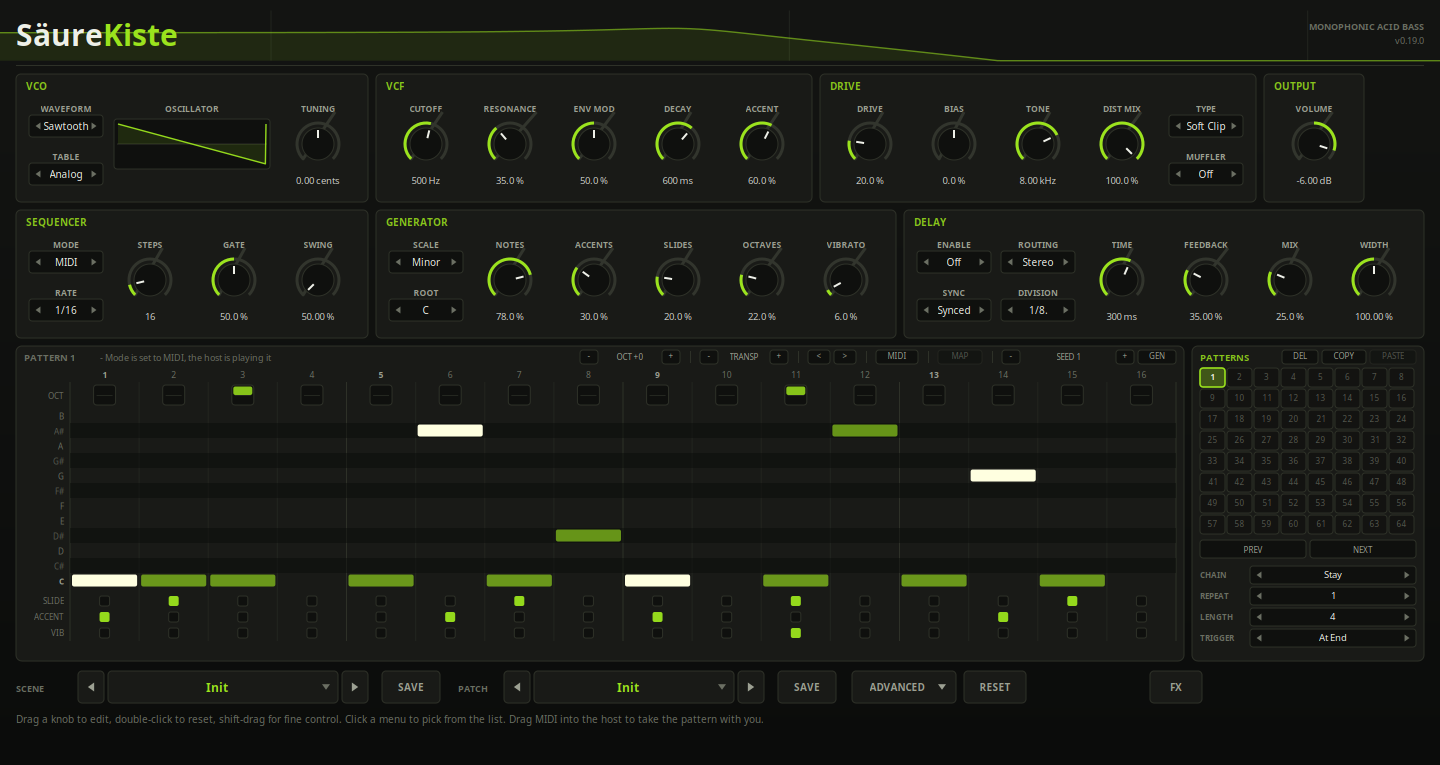 SäureKiste
MONOPHONIC ACID BASS
v0.19.0
VCO
WAVEFORM OSCILLATOR TUNING
Sawtooth
TABLE
Analog
0.00 cents
VCF
CUTOFF RESONANCE ENV MOD DECAY ACCENT
500 Hz 35.0 % 50.0 % 600 ms 60.0 %
DRIVE
DRIVE BIAS TONE DIST MIX TYPE
Soft Clip
MUFFLER
Off
20.0 % 0.0 % 8.00 kHz 100.0 %
OUTPUT
VOLUME
-6.00 dB
SEQUENCER
MODE STEPS GATE SWING
MIDI
RATE
1/16
16 50.0 % 50.00 %
GENERATOR
SCALE NOTES ACCENTS SLIDES OCTAVES VIBRATO
Minor
ROOT
C
78.0 % 30.0 % 20.0 % 22.0 % 6.0 %
DELAY
ENABLE ROUTING TIME FEEDBACK MIX WIDTH
Off Stereo
SYNC DIVISION
Synced 1/8.
300 ms 35.00 % 25.0 % 100.00 %
PATTERN 1 - Mode is set to MIDI, the host is playing it - OCT +0 + - TRANSP + < > MIDI MAP - SEED 1 + GEN
1 2 3 4 5 6 7 8 9 10 11 12 13 14 15 16
OCT
B
A#
A
G#
G
F#
F
E
D#
D
C#
C
SLIDE
ACCENT
VIB
PATTERNS DEL COPY PASTE
1 2 3 4 5 6 7 8
9 10 11 12 13 14 15 16
17 18 19 20 21 22 23 24
25 26 27 28 29 30 31 32
33 34 35 36 37 38 39 40
41 42 43 44 45 46 47 48
49 50 51 52 53 54 55 56
57 58 59 60 61 62 63 64
PREV NEXT
CHAIN Stay
REPEAT 1
LENGTH 4
TRIGGER At End
SCENE Init SAVE PATCH Init SAVE ADVANCED RESET FX
Drag a knob to edit, double-click to reset, shift-drag for fine control. Click a menu to pick from the list. Drag MIDI into the host to take the pattern with you.